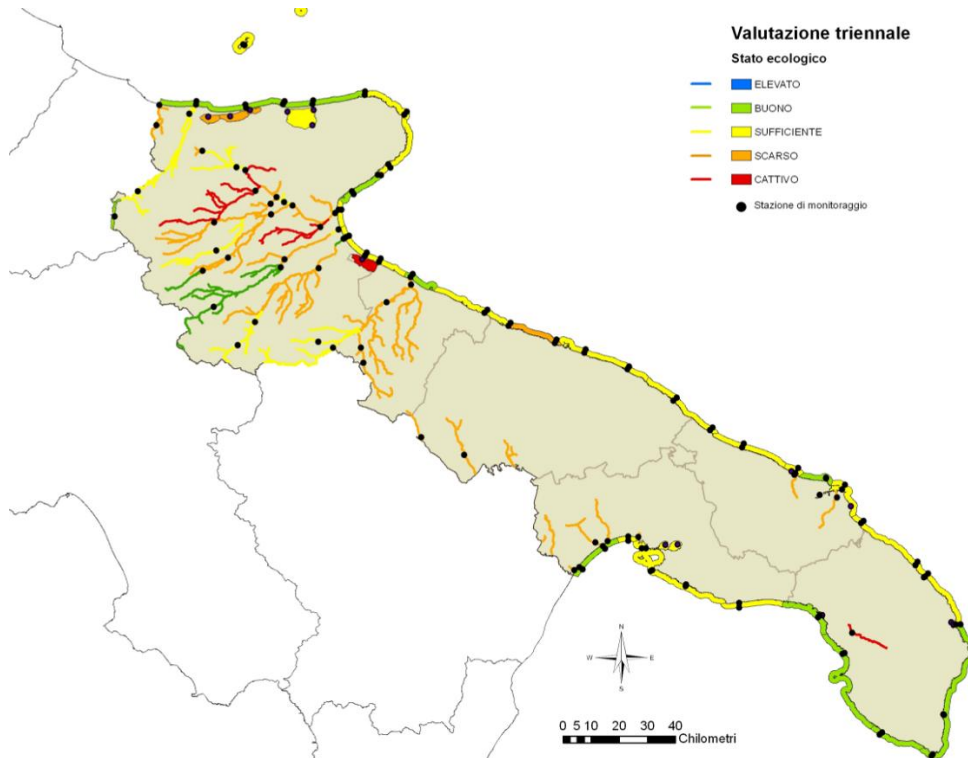 Valutazione triennale
Stato ecologico
ELEVATO
BUONO
SUFFICIENTE
SCARSO
CATTIVO
Stazione di monitoraggio
N
W E
S
0 5 10 20 30 40
Chilometri